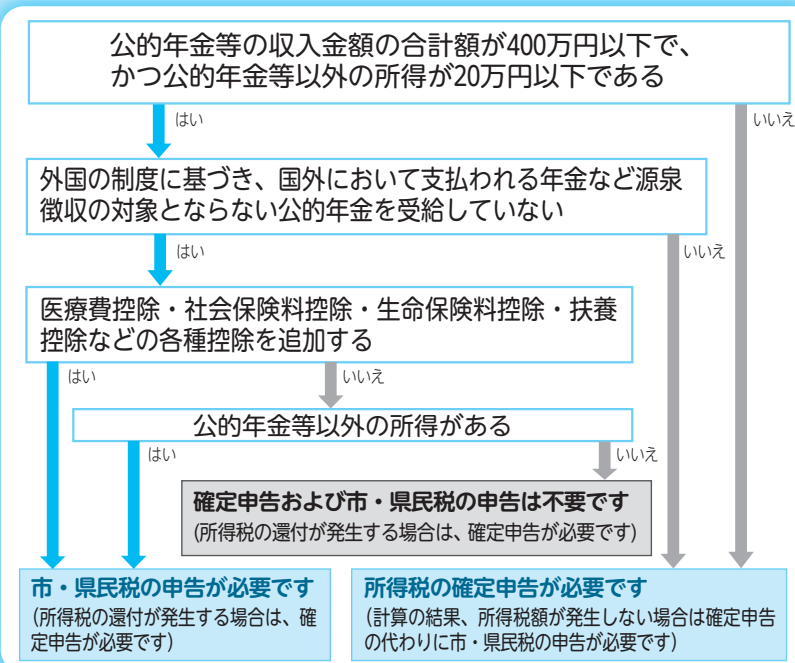 公的年金等の収入金額の合計額が400万円以下で、
かつ公的年金等以外の所得が20万円以下である
はい
いいえ
外国の制度に基づき、国外において支払われる年金など源泉
徴収の対象とならない公的年金を受給していない
はい
いいえ
医療費控除・社会保険料控除・生命保険料控除・扶養
控除などの各種控除を追加する
はい
いいえ
公的年金等以外の所得がある
はい
いいえ
確定申告および市・県民税の申告は不要です
(所得税の還付が発生する場合は、確定申告が必要です)
市・県民税の申告が必要です
(所得税の還付が発生する場合は、確
定申告が必要です)
所得税の確定申告が必要です
(計算の結果、所得税額が発生しない場合は確定申告
の代わりに市・県民税の申告が必要です)